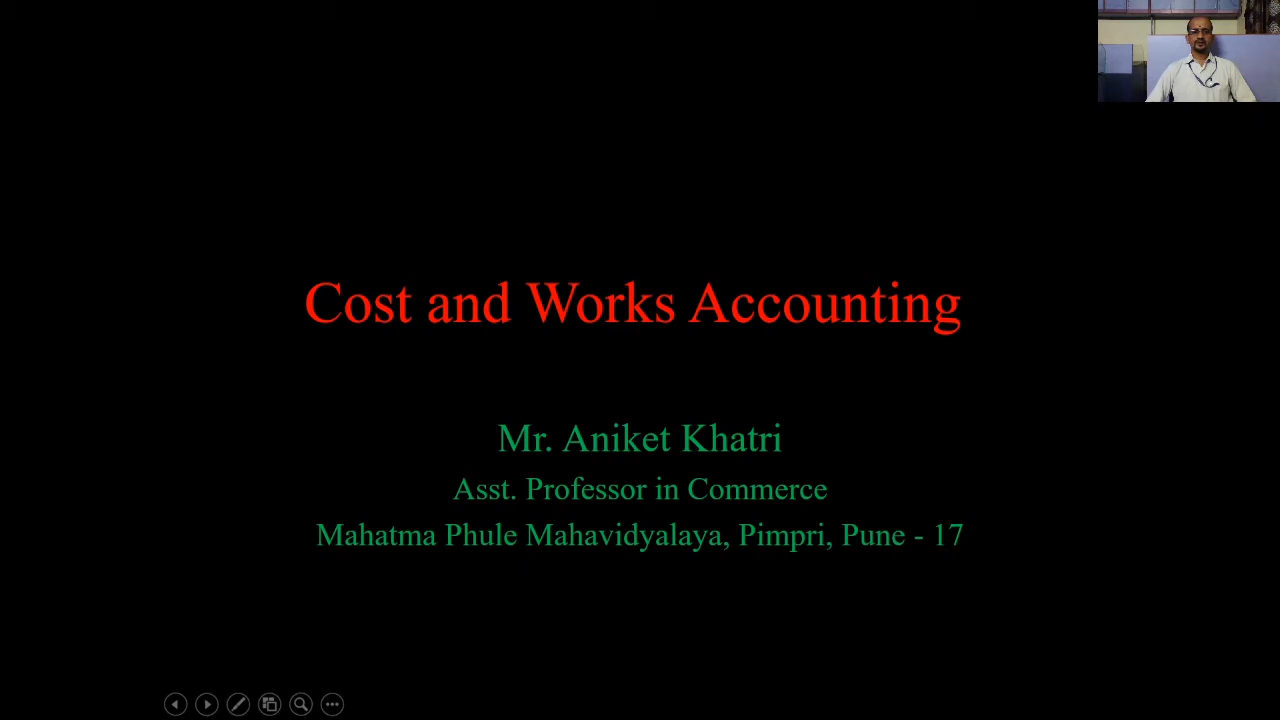 Cost and Works Accounting
Mr. Aniket Khatri
Asst. Professor in Commerce
Mahatma Phule Mahavidyalaya, Pimpri, Pune - 17